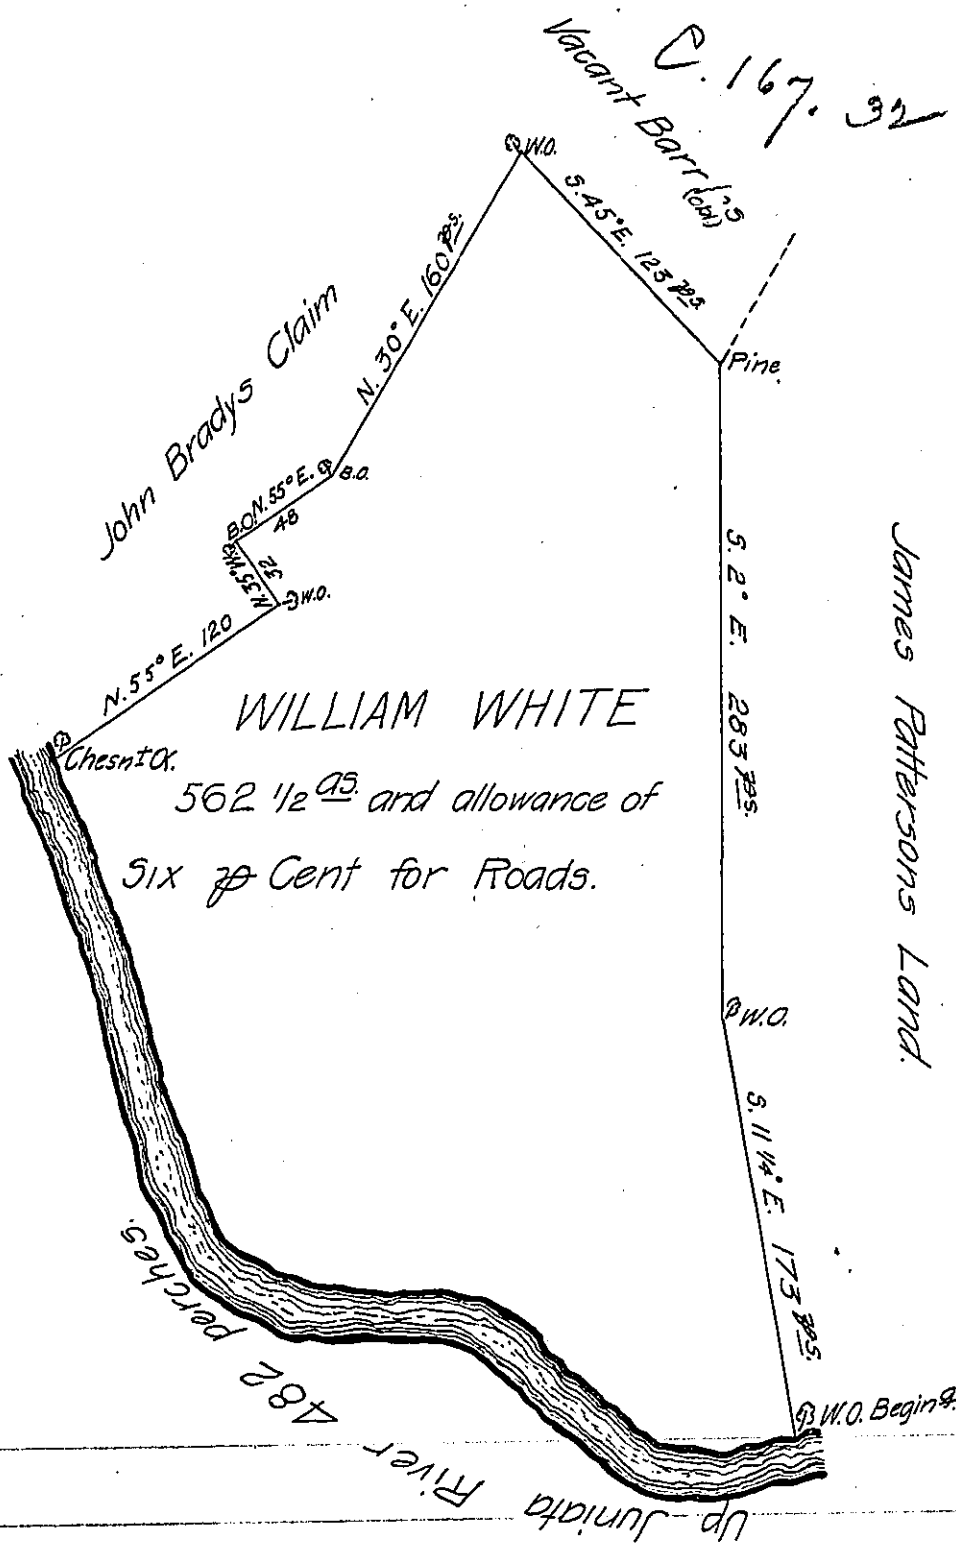 C. 167. 32
Vacant Barr[ns
(obl)
W.O.
S. 45° E. 123 ps.
N. 30° E. 160 ps.
Pine.
John Bradys Claim
B.O.
N. 55° E.
48
B.O.
N. 35° W.
32
W.O.
N. 55° E. 120
S. 2° E. 283 ps.
James Pattersons Land.
WILLIAM WHITE
Chesnt O.
562 1/2 as. and allowance of
Six p Cent for Roads.
W.O.
S. 11 1/4° E. 173 ps.
W.O. Beging.
482 perches.
Up Juniata River